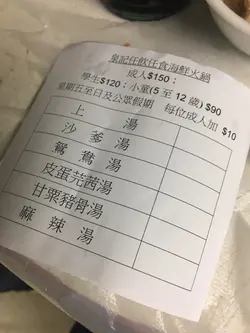 皇記任飲任食海鮮火鍋
成人$150；
學生$120；小童(5 至 12 歲) $90
星期五至日及公眾假期 每位成人加 $10
上 湯
沙 爹 湯
鴛 鴦 湯
皮蛋芫茜湯
甘粟豬骨湯
麻 辣 湯